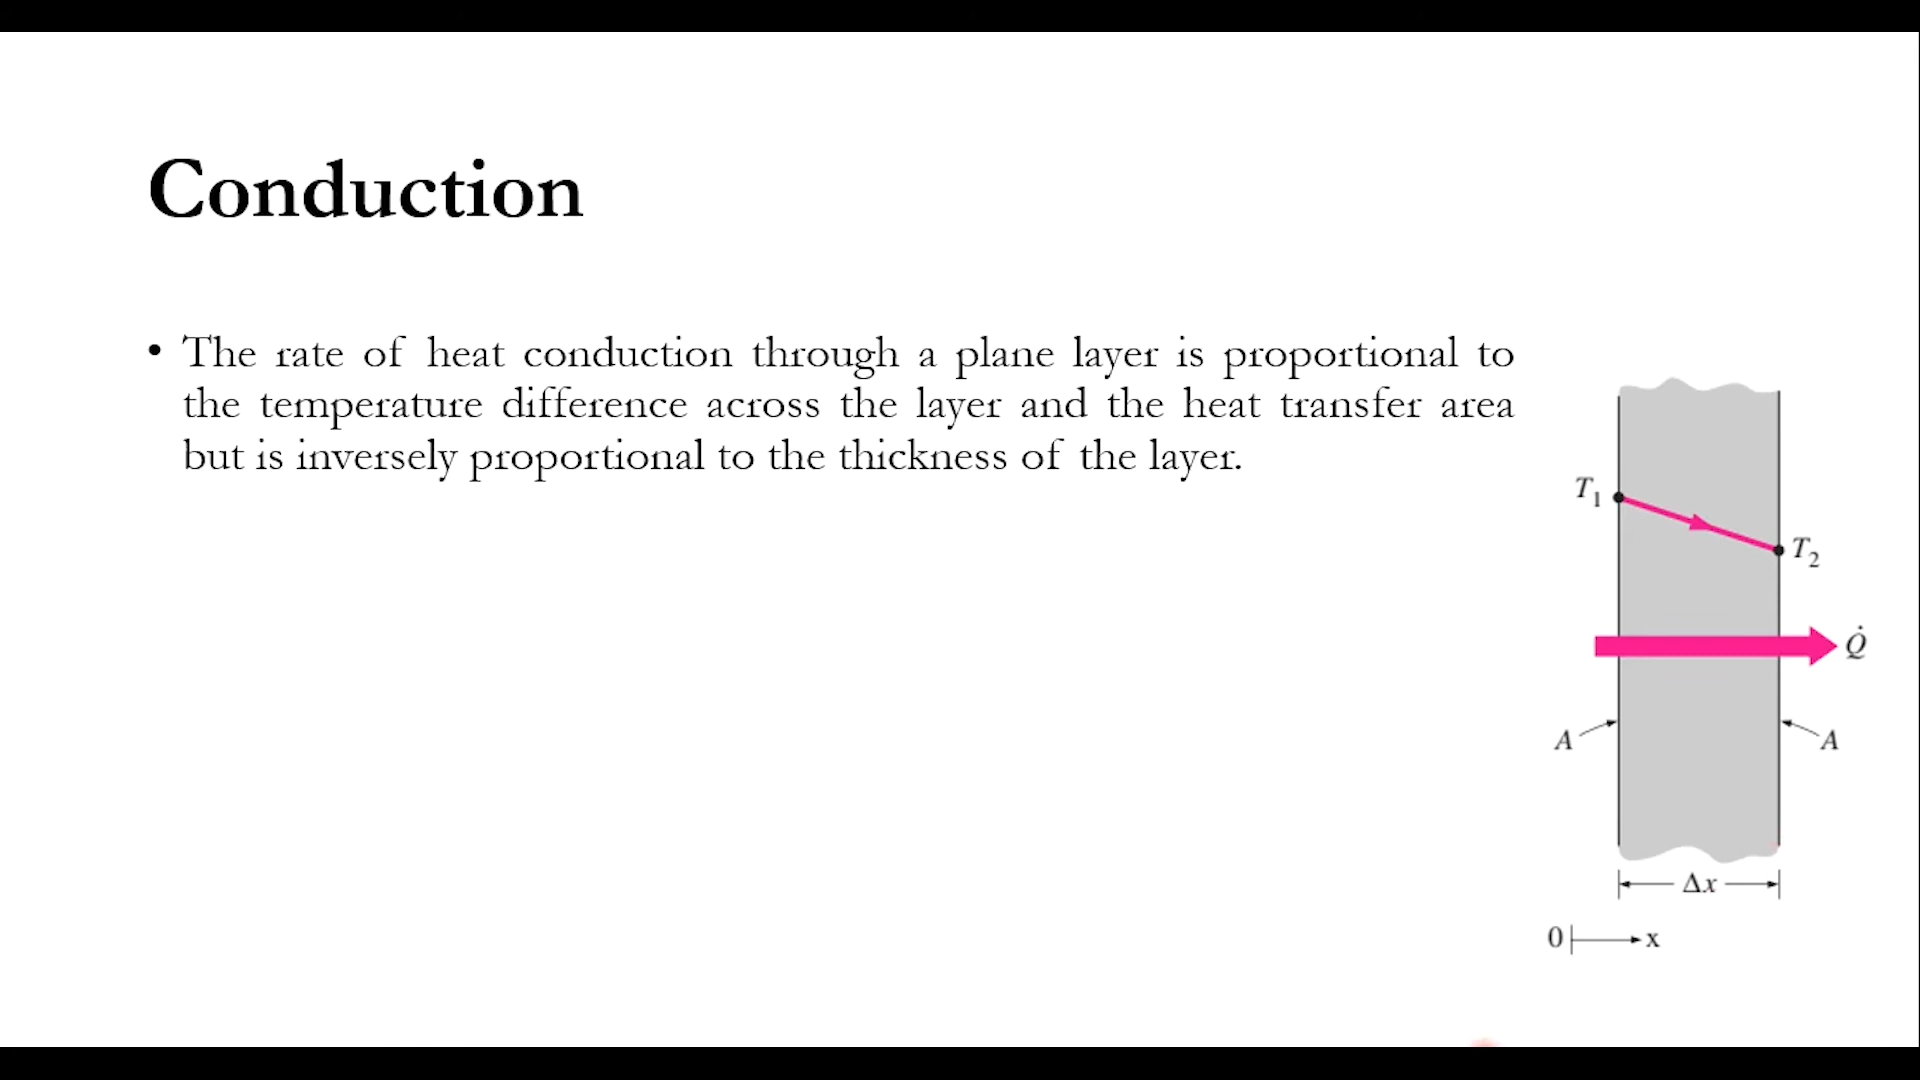 Conduction
• The rate of heat conduction through a plane layer is proportional to
the temperature difference across the layer and the heat transfer area
but is inversely proportional to the thickness of the layer.
T₁
T₂
Q̇
A
A
Δx
0
x